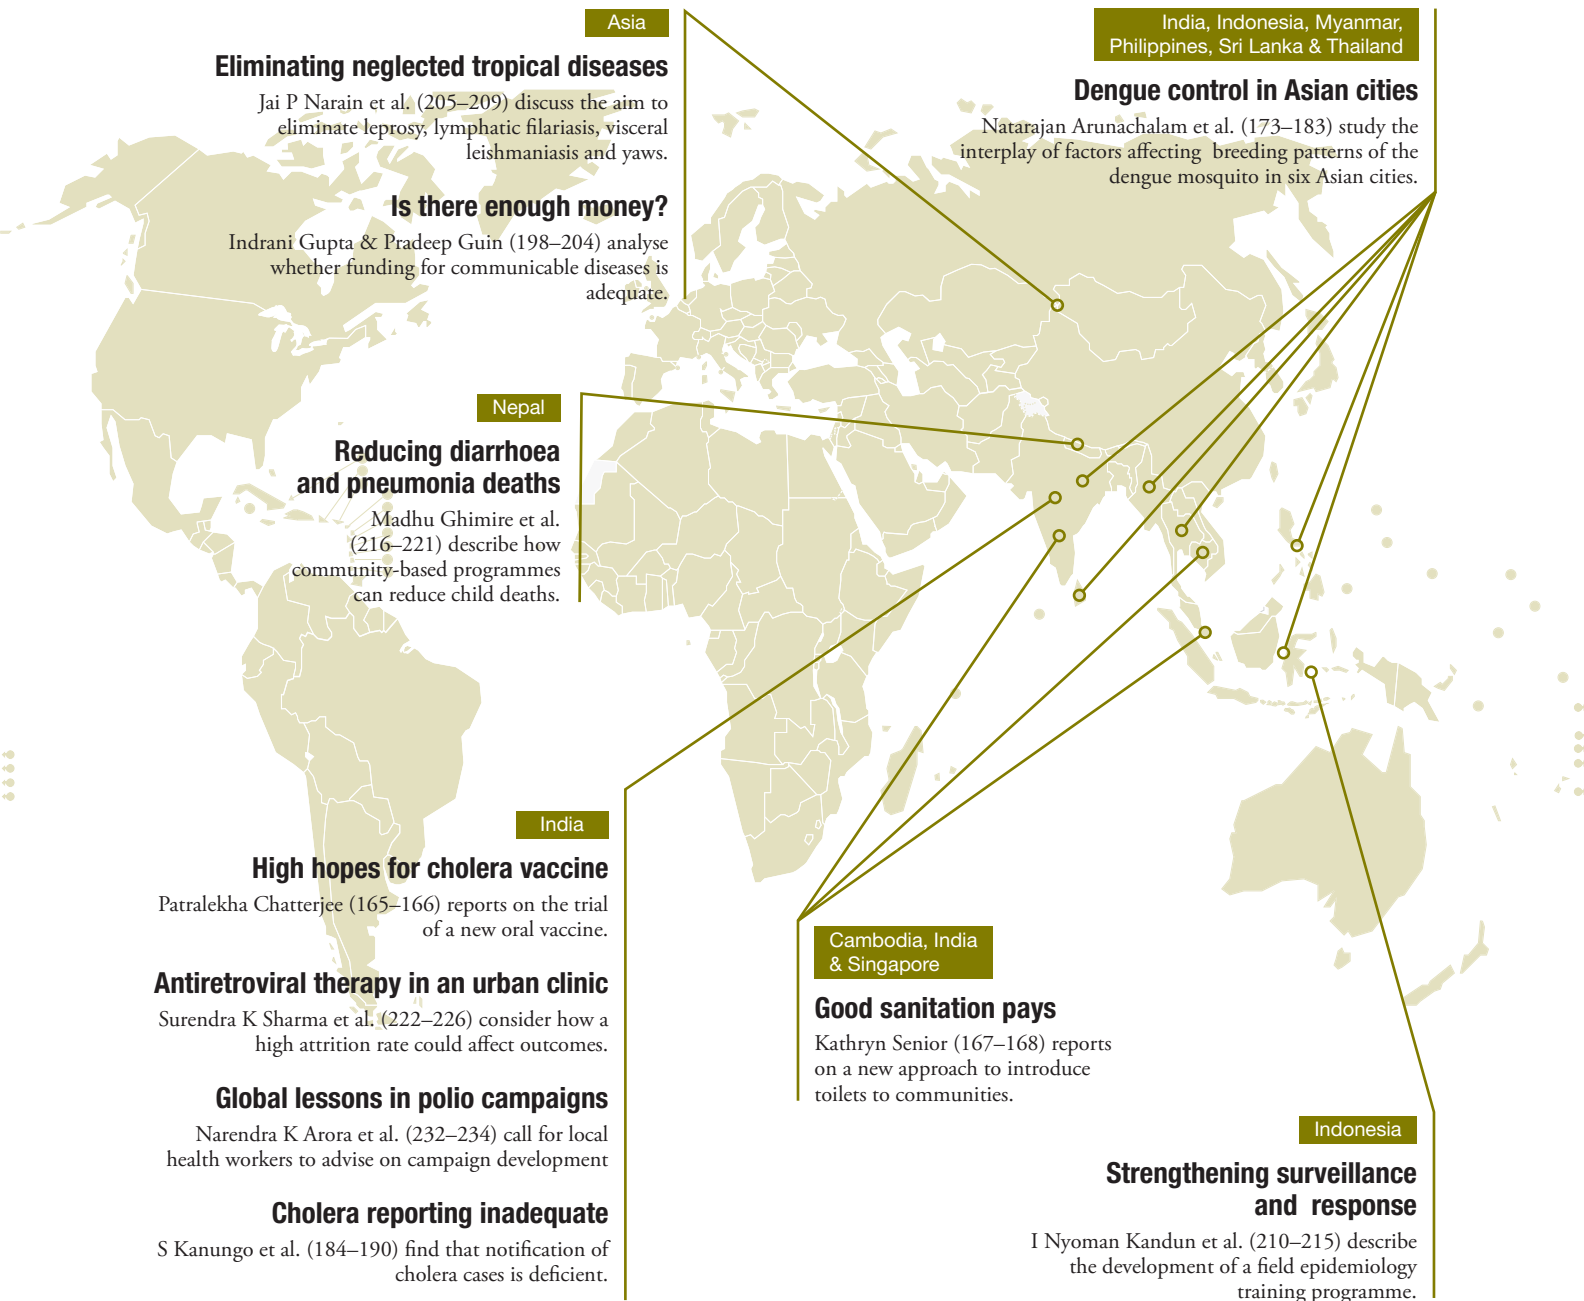 Asia
Eliminating neglected tropical diseases
Jai P Narain et al. (205–209) discuss the aim to
eliminate leprosy, lymphatic filariasis, visceral
leishmaniasis and yaws.
Is there enough money?
Indrani Gupta & Pradeep Guin (198–204) analyse
whether funding for communicable diseases is
adequate.
India, Indonesia, Myanmar,
Philippines, Sri Lanka & Thailand
Dengue control in Asian cities
Natarajan Arunachalam et al. (173–183) study the
interplay of factors affecting breeding patterns of the
dengue mosquito in six Asian cities.
Nepal
Reducing diarrhoea
and pneumonia deaths
Madhu Ghimire et al.
(216–221) describe how
community-based programmes
can reduce child deaths.
India
High hopes for cholera vaccine
Patralekha Chatterjee (165–166) reports on the trial
of a new oral vaccine.
Antiretroviral therapy in an urban clinic
Surendra K Sharma et al. (222–226) consider how a
high attrition rate could affect outcomes.
Global lessons in polio campaigns
Narendra K Arora et al. (232–234) call for local
health workers to advise on campaign development
Cholera reporting inadequate
S Kanungo et al. (184–190) find that notification of
cholera cases is deficient.
Cambodia, India
& Singapore
Good sanitation pays
Kathryn Senior (167–168) reports
on a new approach to introduce
toilets to communities.
Indonesia
Strengthening surveillance
and response
I Nyoman Kandun et al. (210–215) describe
the development of a field epidemiology
training programme.